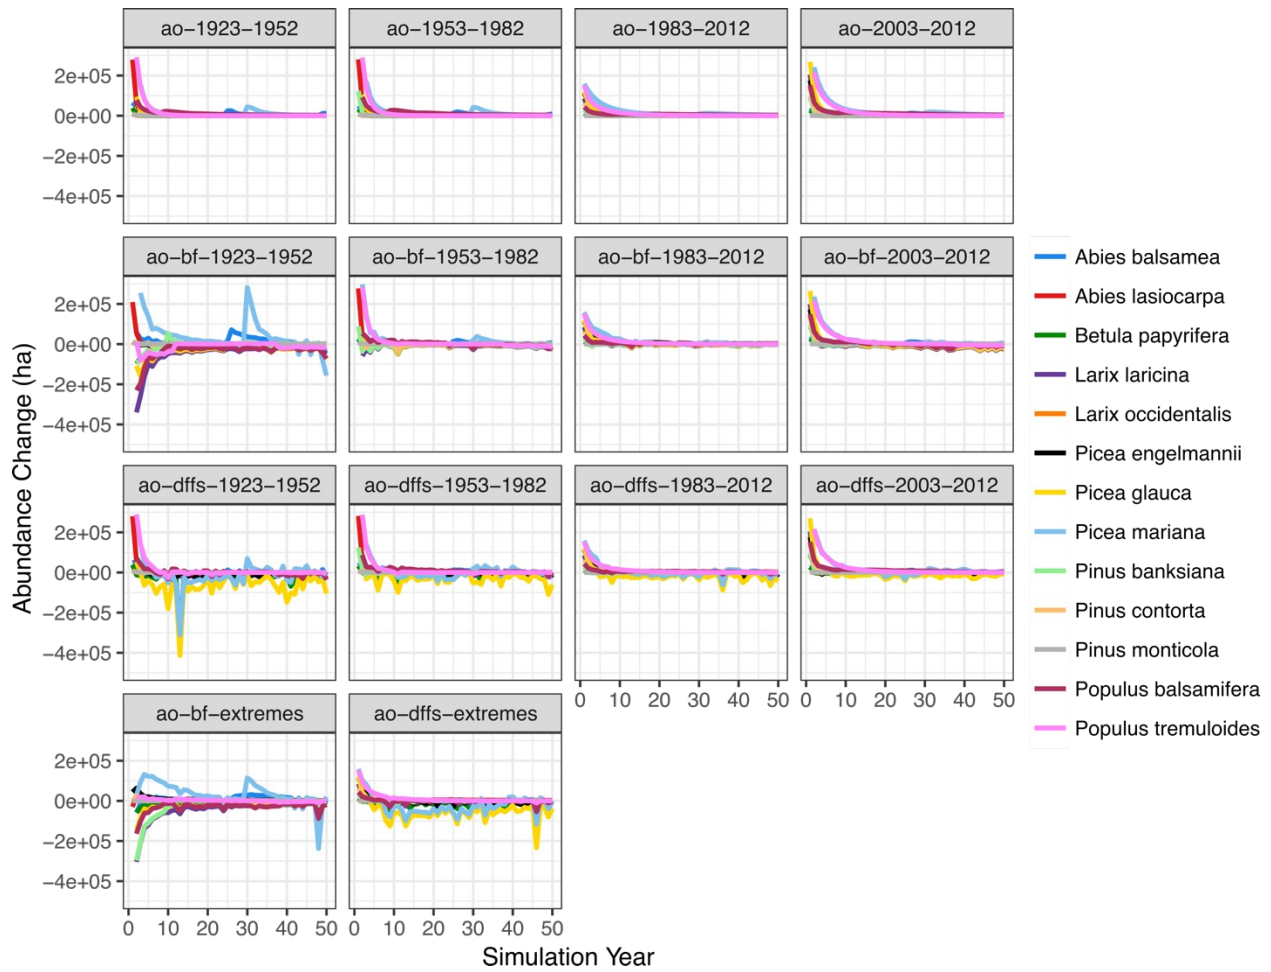 ao−1923−1952
ao−1953−1982
ao−1983−2012
ao−2003−2012
2e+05
0e+00
−2e+05
−4e+05
ao−bf−1923−1952
ao−bf−1953−1982
ao−bf−1983−2012
ao−bf−2003−2012
2e+05
0e+00
−2e+05
−4e+05
ao−dffs−1923−1952
ao−dffs−1953−1982
ao−dffs−1983−2012
ao−dffs−2003−2012
2e+05
0e+00
−2e+05
−4e+05
0 10 20 30 40 50
0 10 20 30 40 50
ao−bf−extremes
ao−dffs−extremes
2e+05
0e+00
−2e+05
−4e+05
0 10 20 30 40 50
0 10 20 30 40 50
Simulation Year
Abundance Change (ha)
Abies balsamea
Abies lasiocarpa
Betula papyrifera
Larix laricina
Larix occidentalis
Picea engelmannii
Picea glauca
Picea mariana
Pinus banksiana
Pinus contorta
Pinus monticola
Populus balsamifera
Populus tremuloides